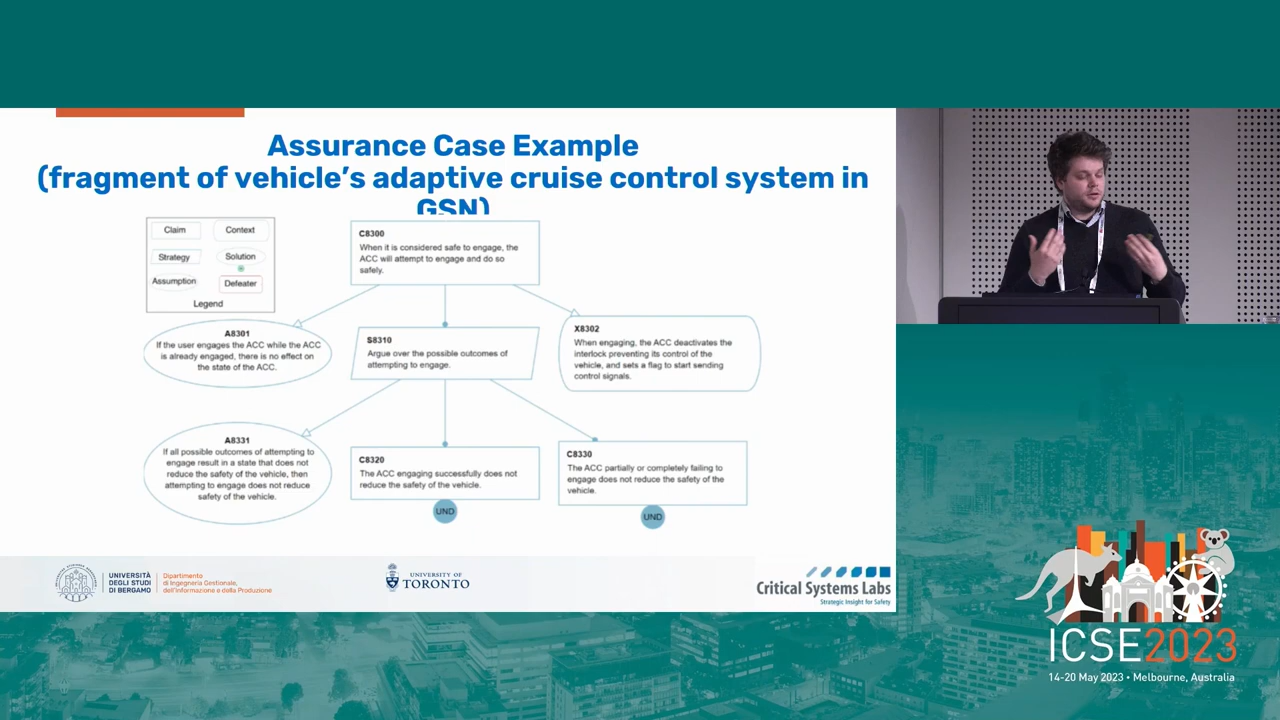 Assurance Case Example
(fragment of vehicle's adaptive cruise control system in
GSN)
Claim
Context
Strategy
Solution
Assumption
Defeater
Legend
C8300
When it is considered safe to engage, the
ACC will attempt to engage and do so
safely.
A8301
If the user engages the ACC while the ACC
is already engaged, there is no effect on
the state of the ACC.
S8310
Argue over the possible outcomes of
attempting to engage.
X8302
When engaging, the ACC deactivates the
interlock preventing its control of the
vehicle, and sets a flag to start sending
control signals.
A8331
If all possible outcomes of attempting to
engage result in a state that does not
reduce the safety of the vehicle, then
attempting to engage does not reduce
safety of the vehicle.
C8320
The ACC engaging successfully does not
reduce the safety of the vehicle.
UND
C8330
The ACC partially or completely failing to
engage does not reduce the safety of the
vehicle.
UND
UNIVERSITÀ
DEGLI STUDI
DI BERGAMO
Dipartimento
di Ingegneria Gestionale,
dell'Informazione e della Produzione
UNIVERSITY OF
TORONTO
Critical Systems Labs
Strategic Insight for Safety
ICSE2023
14-20 May 2023 • Melbourne, Australia